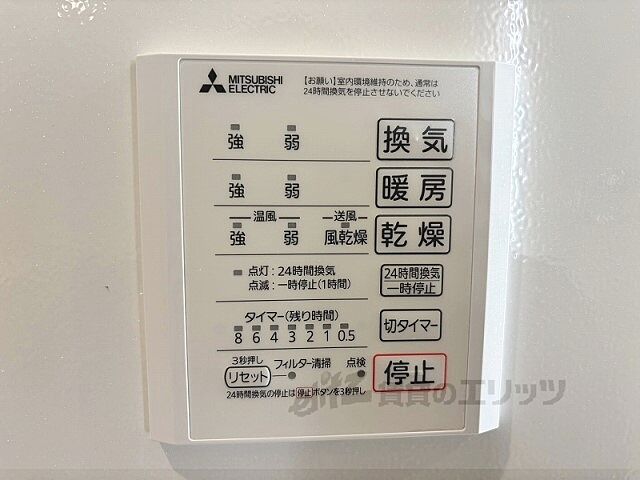 MITSUBISHI
ELECTRIC
【お願い】室内環境維持のため、通常は
24時間換気を停止させないでください
強 弱 換気
強 弱 暖房
温風 送風
強 弱 風乾燥 乾燥
点灯：24時間換気
点滅：一時停止(1時間)
24時間換気
一時停止
タイマー(残り時間)
8 6 4 3 2 1 0.5
切タイマー
3秒押し
リセット フィルター清掃 点検
停止
24時間換気の停止は停止ボタンを3秒押し
賃貸のエリッツ